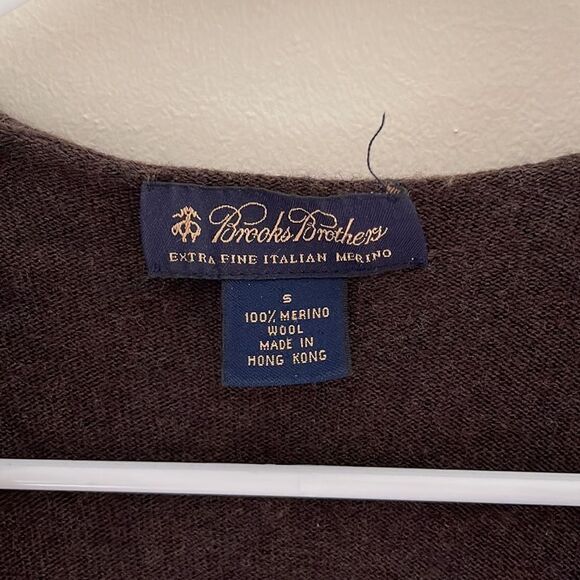 Brooks Brothers
EXTRA FINE ITALIAN MERINO
S
100% MERINO
WOOL
MADE IN
HONG KONG